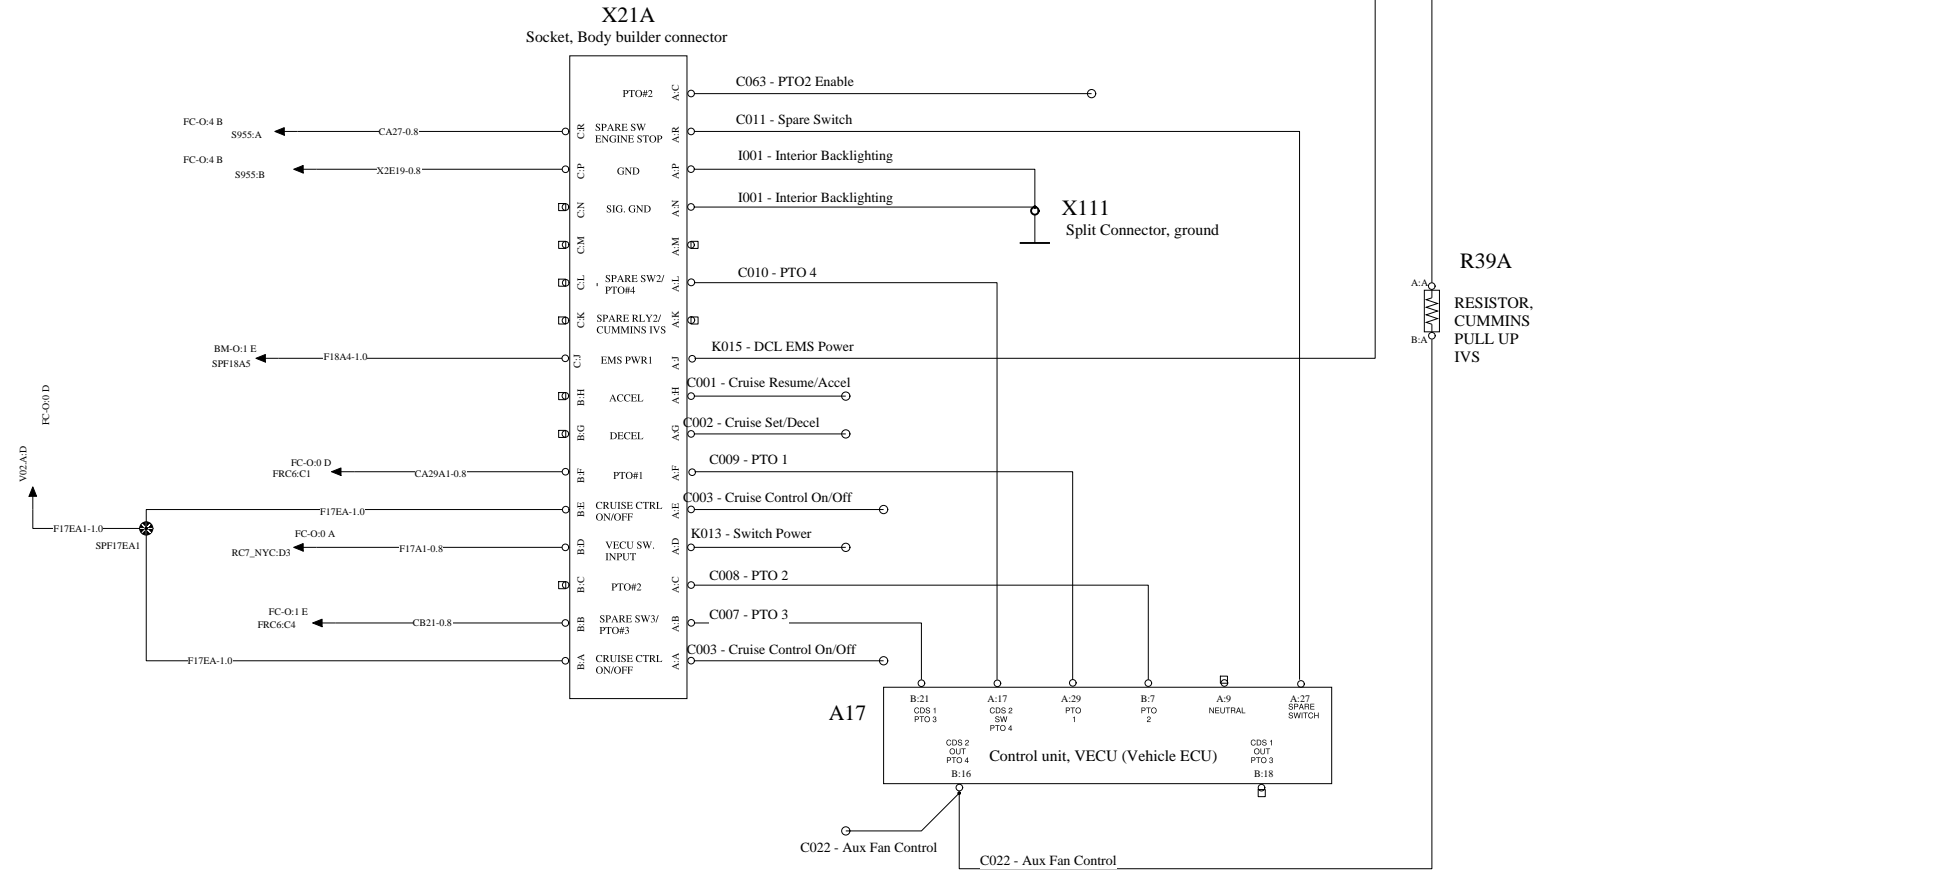 X21A
Socket, Body builder connector
C063 - PTO2 Enable
PTO#2
A:C
FC-O:4 B
S955:A
CA27-0.8
C:R
SPARE SW
ENGINE STOP
A:R
C011 - Spare Switch
FC-O:4 B
S955:B
X2E19-0.8
C:P
GND
A:P
I001 - Interior Backlighting
C:N
SIG. GND
A:N
I001 - Interior Backlighting
X111
Split Connector, ground
C:M
A:M
C:L
SPARE SW2/
PTO#4
A:L
C010 - PTO 4
R39A
A:A
RESISTOR,
CUMMINS
PULL UP
IVS
B:A
C:K
SPARE RLY2/
CUMMINS IVS
A:K
BM-O:1 E
SPF18A5
F18A4-1.0
C:J
EMS PWR1
A:J
K015 - DCL EMS Power
B:H
ACCEL
A:H
C001 - Cruise Resume/Accel
FC-O:0 D
B:G
DECEL
A:G
C002 - Cruise Set/Decel
V02.A:D
FC-O:0 D
FRC6:C1
CA29A1-0.8
B:F
PTO#1
A:F
C009 - PTO 1
F17EA-1.0
B:E
CRUISE CTRL
ON/OFF
A:E
C003 - Cruise Control On/Off
F17EA1-1.0
SPF17EA1
FC-O:0 A
RC7_NYC:D3
F17A1-0.8
B:D
VECU SW.
INPUT
A:D
K013 - Switch Power
B:C
PTO#2
A:C
C008 - PTO 2
FC-O:1 E
FRC6:C4
CB21-0.8
B:B
SPARE SW3/
PTO#3
A:B
C007 - PTO 3
F17EA-1.0
B:A
CRUISE CTRL
ON/OFF
A:A
C003 - Cruise Control On/Off
A17
B:21
CDS 1
PTO 3
A:17
CDS 2
SW
PTO 4
A:29
PTO
1
B:7
PTO
2
A:9
NEUTRAL
A:27
SPARE
SWITCH
CDS 2
OUT
PTO 4
B:16
Control unit, VECU (Vehicle ECU)
CDS 1
OUT
PTO 3
B:18
C022 - Aux Fan Control
C022 - Aux Fan Control